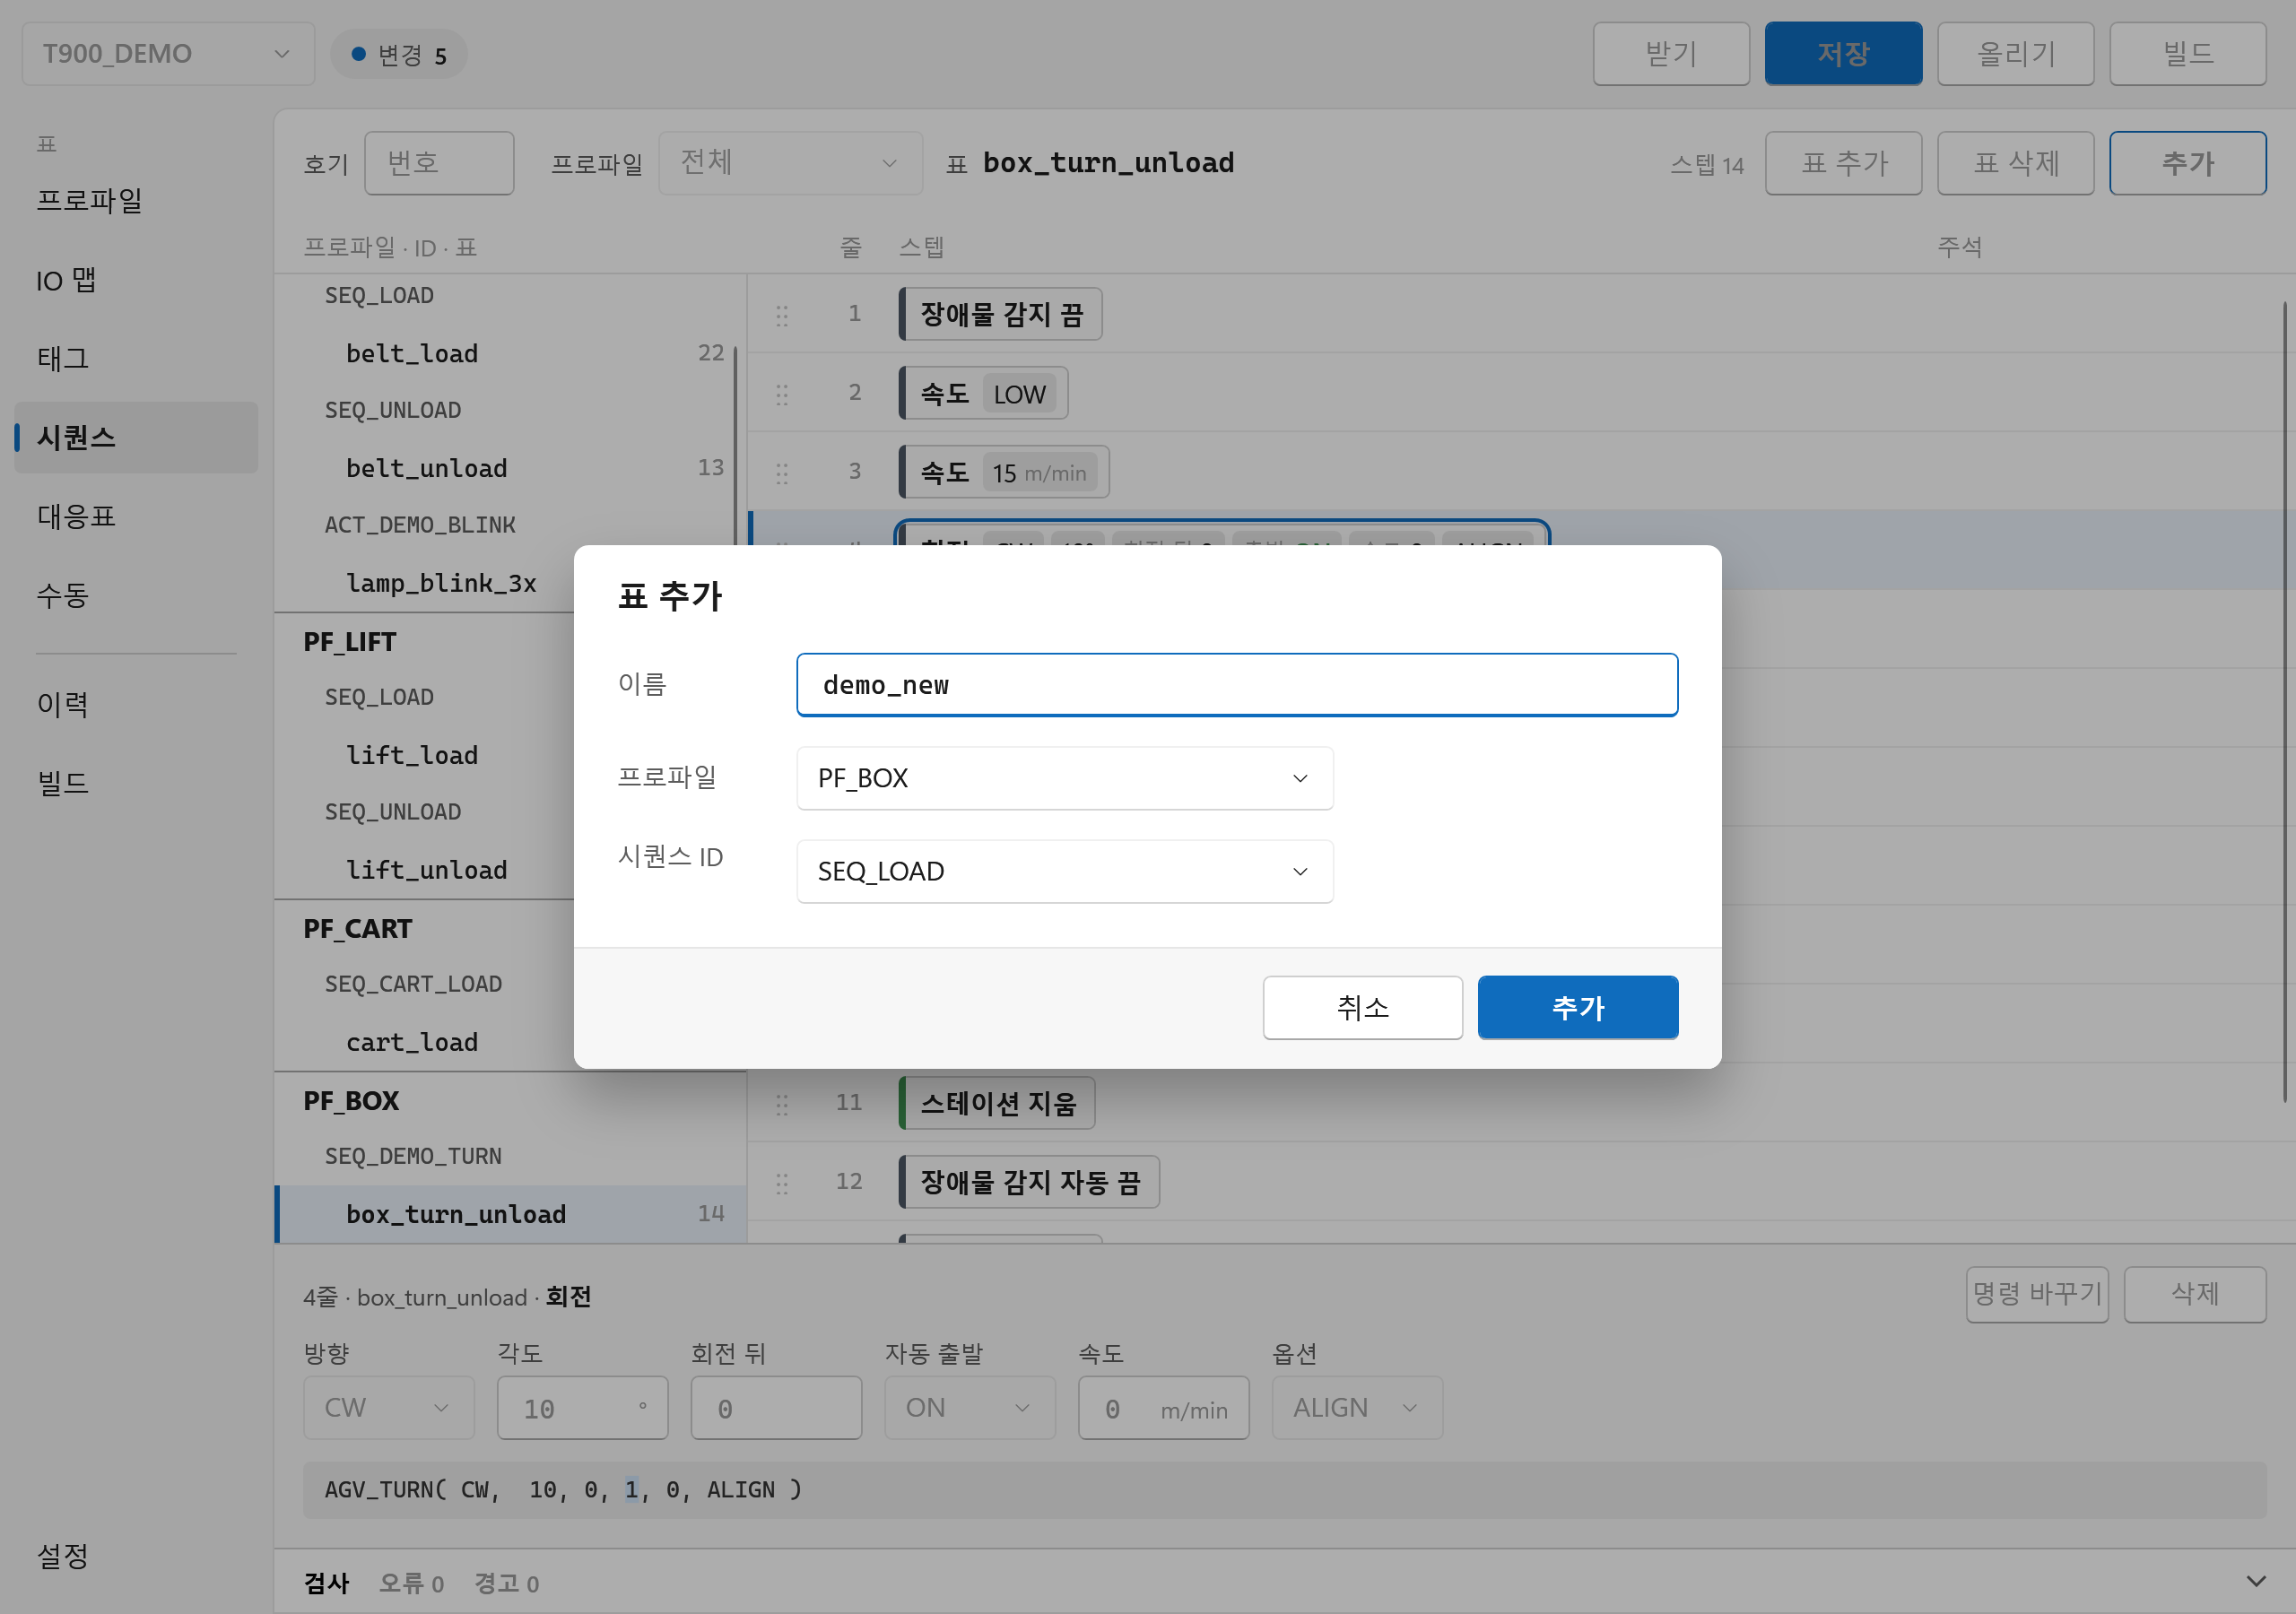 T900_DEMO
변경 5
받기
저장
올리기
빌드
표
프로파일
IO 맵
태그
시퀀스
대응표
수동
이력
빌드
설정
호기 번호 프로파일 전체 표 box_turn_unload
스텝 14
표 추가
표 삭제
추가
프로파일 · ID · 표
줄 스텝 주석
SEQ_LOAD
belt_load 22
SEQ_UNLOAD
belt_unload 13
ACT_DEMO_BLINK
lamp_blink_3x
PF_LIFT
SEQ_LOAD
lift_load
SEQ_UNLOAD
lift_unload
PF_CART
SEQ_CART_LOAD
cart_load
PF_BOX
SEQ_DEMO_TURN
box_turn_unload 14
1 장애물 감지 끔
2 속도 LOW
3 속도 15 m/min
표 추가
이름 demo_new
프로파일 PF_BOX
시퀀스 ID SEQ_LOAD
취소
추가
11 스테이션 지움
12 장애물 감지 자동 끔
4줄 · box_turn_unload · 회전
명령 바꾸기
삭제
방향 각도 회전 뒤 자동 출발 속도 옵션
CW 10 ° 0 ON 0 m/min ALIGN
AGV_TURN( CW,  10, 0, 1, 0, ALIGN )
검사 오류 0 경고 0